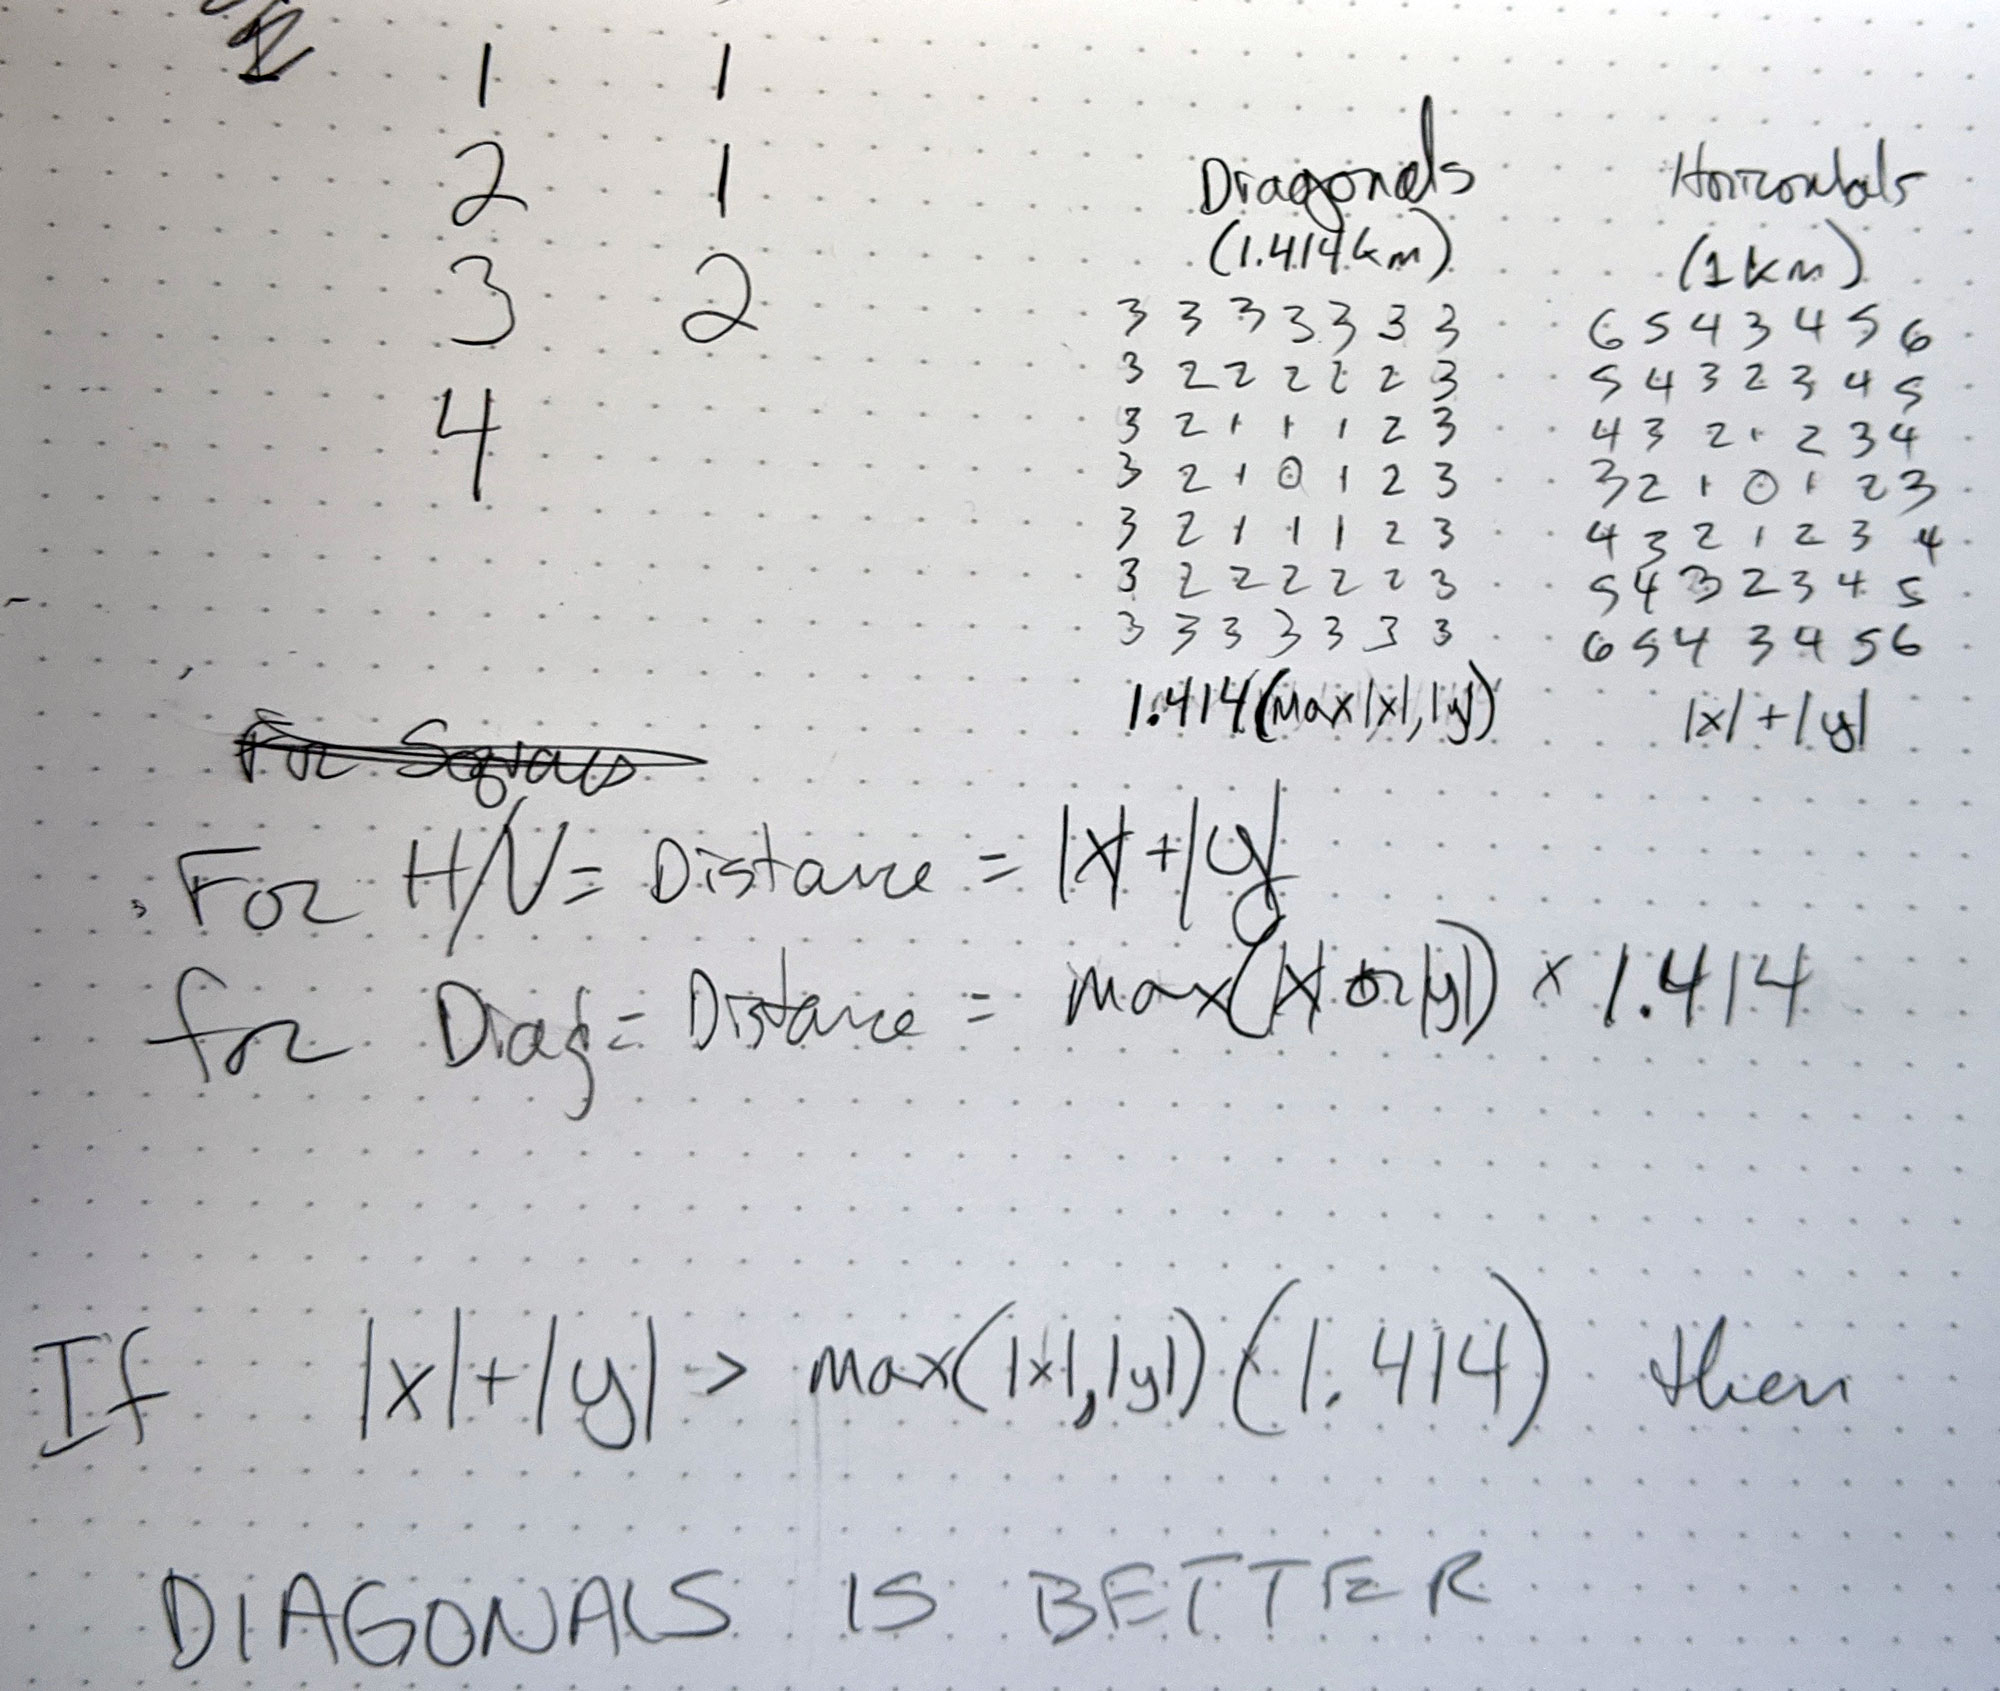 1 1
2 1
3 2
4
Diagonals
(1.414km)
3 3 3 3 3 3 3
3 2 2 2 2 2 3
3 2 1 1 1 2 3
3 2 1 0 1 2 3
3 2 1 1 1 2 3
3 2 2 2 2 2 3
3 3 3 3 3 3 3
1.414(max|x|,|y|)
Horizontals
(1km)
6 5 4 3 4 5 6
5 4 3 2 3 4 5
4 3 2 1 2 3 4
3 2 1 0 1 2 3
4 3 2 1 2 3 4
5 4 3 2 3 4 5
6 5 4 3 4 5 6
|x|+|y|
For H/V = Distance = |x|+|y|
for Diag = Distance = max(|x| or |y|) × 1.414
If |x|+|y| > max(|x|,|y|)(1.414) then
DIAGONALS IS BETTER